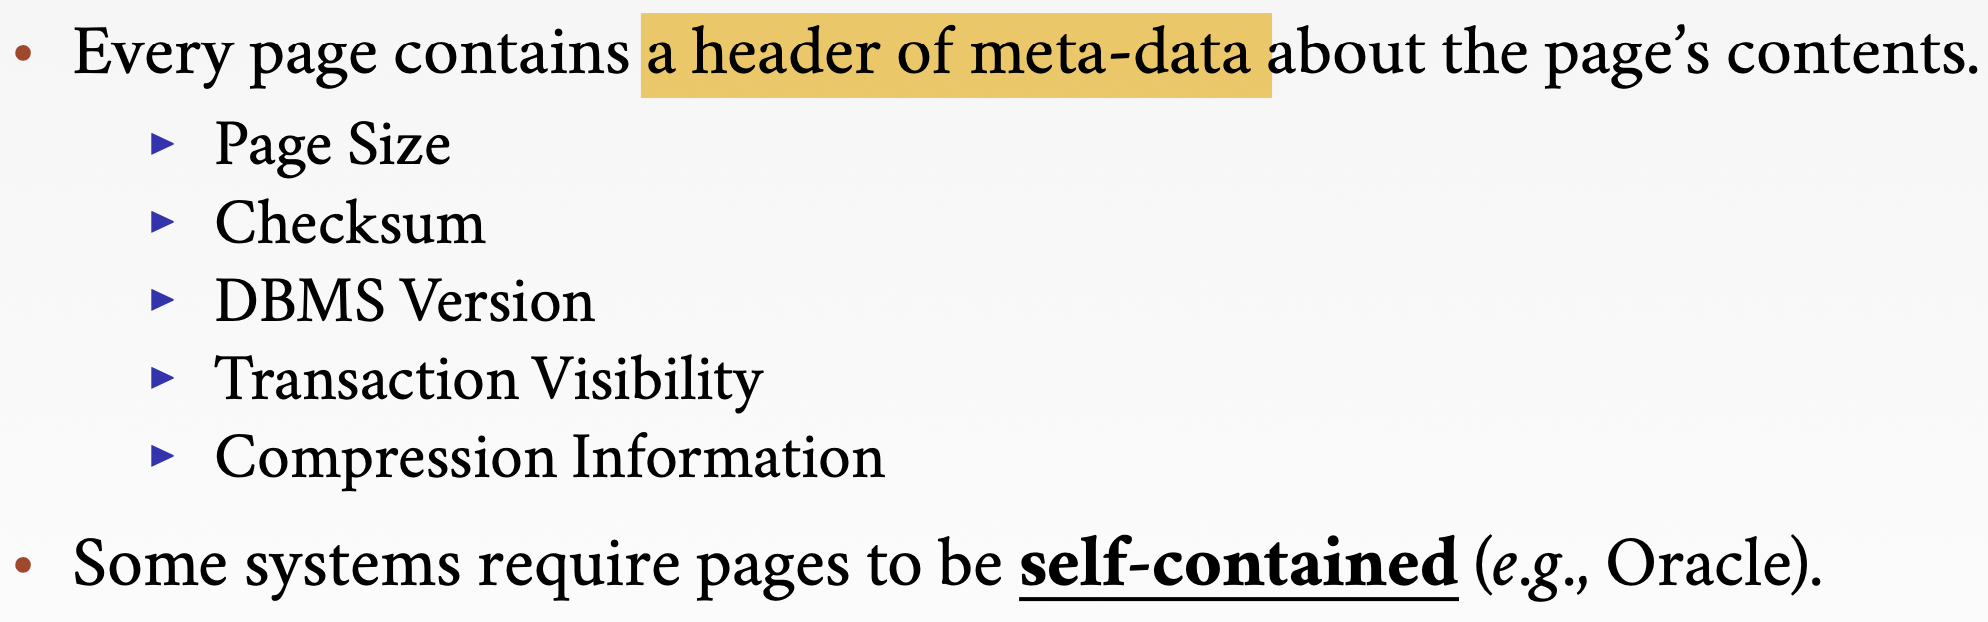 • Every page contains a header of meta-data about the page’s contents.
▶ Page Size
▶ Checksum
▶ DBMS Version
▶ Transaction Visibility
▶ Compression Information
• Some systems require pages to be self-contained (e.g., Oracle).